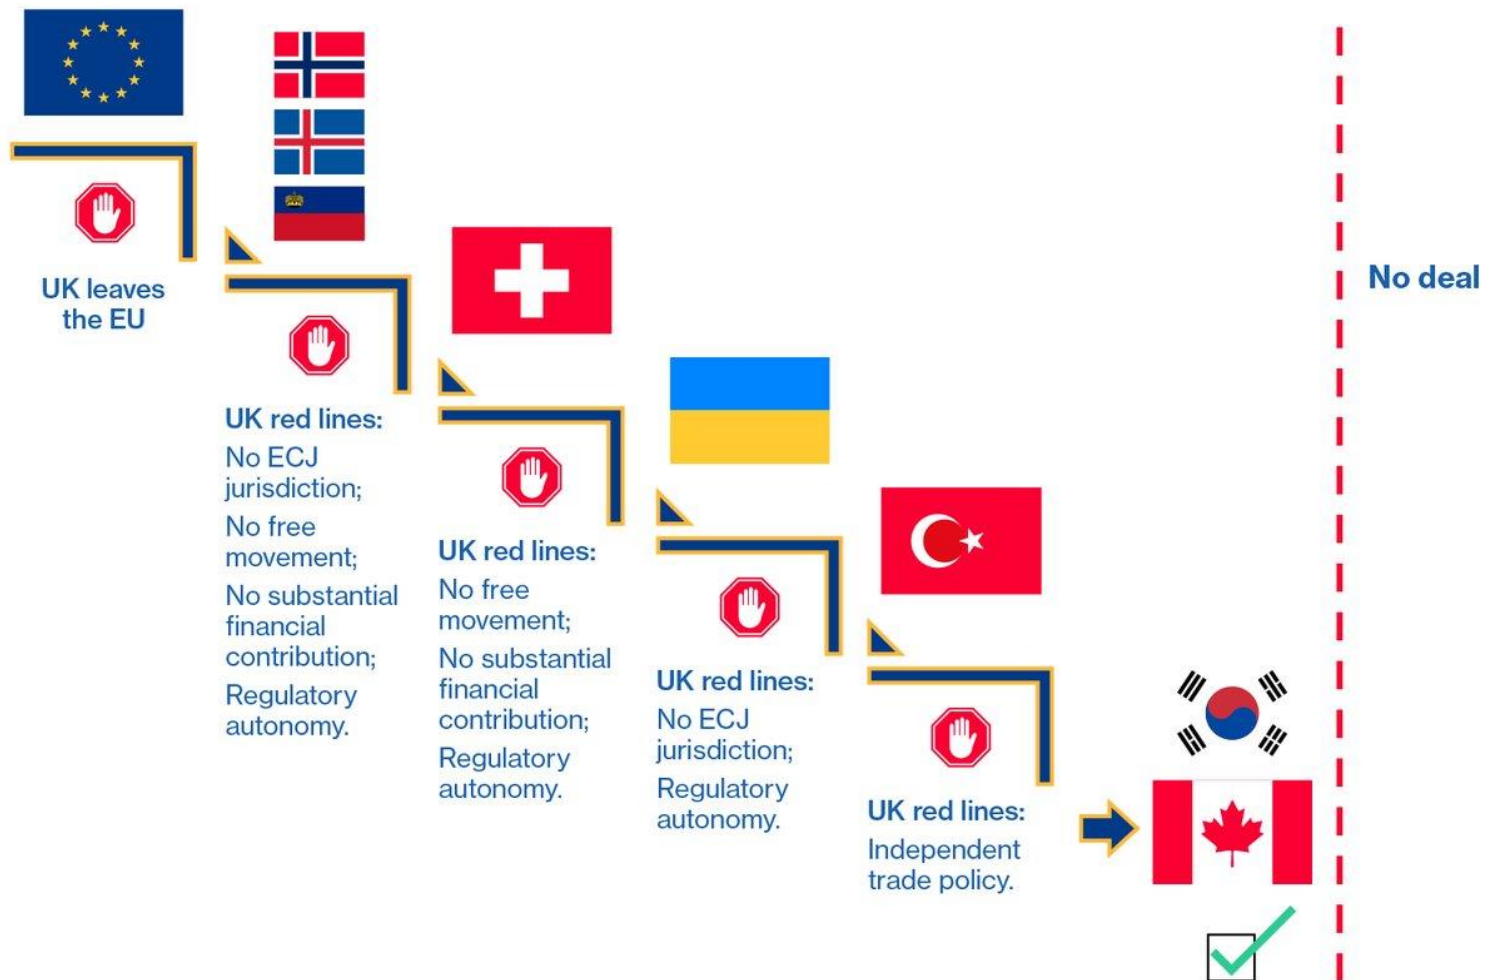 UK leaves
the EU
UK red lines:
No ECJ
jurisdiction;
No free
movement;
No substantial
financial
contribution;
Regulatory
autonomy.
UK red lines:
No free
movement;
No substantial
financial
contribution;
Regulatory
autonomy.
UK red lines:
No ECJ
jurisdiction;
Regulatory
autonomy.
UK red lines:
Independent
trade policy.
No deal